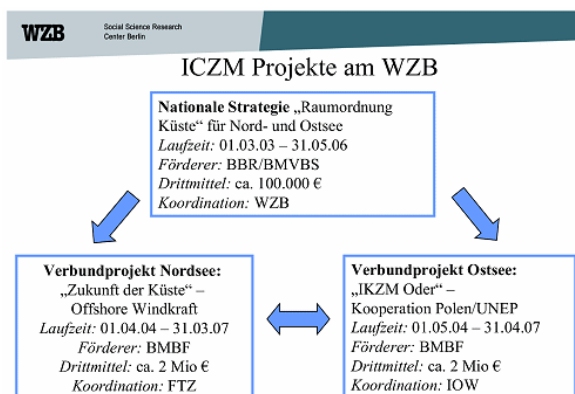 WZB
Social Science Research
Center Berlin
ICZM Projekte am WZB
Nationale Strategie „Raumordnung
Küste“ für Nord- und Ostsee
Laufzeit: 01.03.03 – 31.05.06
Förderer: BBR/BMVBS
Drittmittel: ca. 100.000 €
Koordination: WZB
Verbundprojekt Nordsee:
„Zukunft der Küste“ –
Offshore Windkraft
Laufzeit: 01.04.04 – 31.03.07
Förderer: BMBF
Drittmittel: ca. 2 Mio €
Koordination: FTZ
Verbundprojekt Ostsee:
„IKZM Oder“ –
Kooperation Polen/UNEP
Laufzeit: 01.05.04 – 31.04.07
Förderer: BMBF
Drittmittel: ca. 2 Mio €
Koordination: IOW